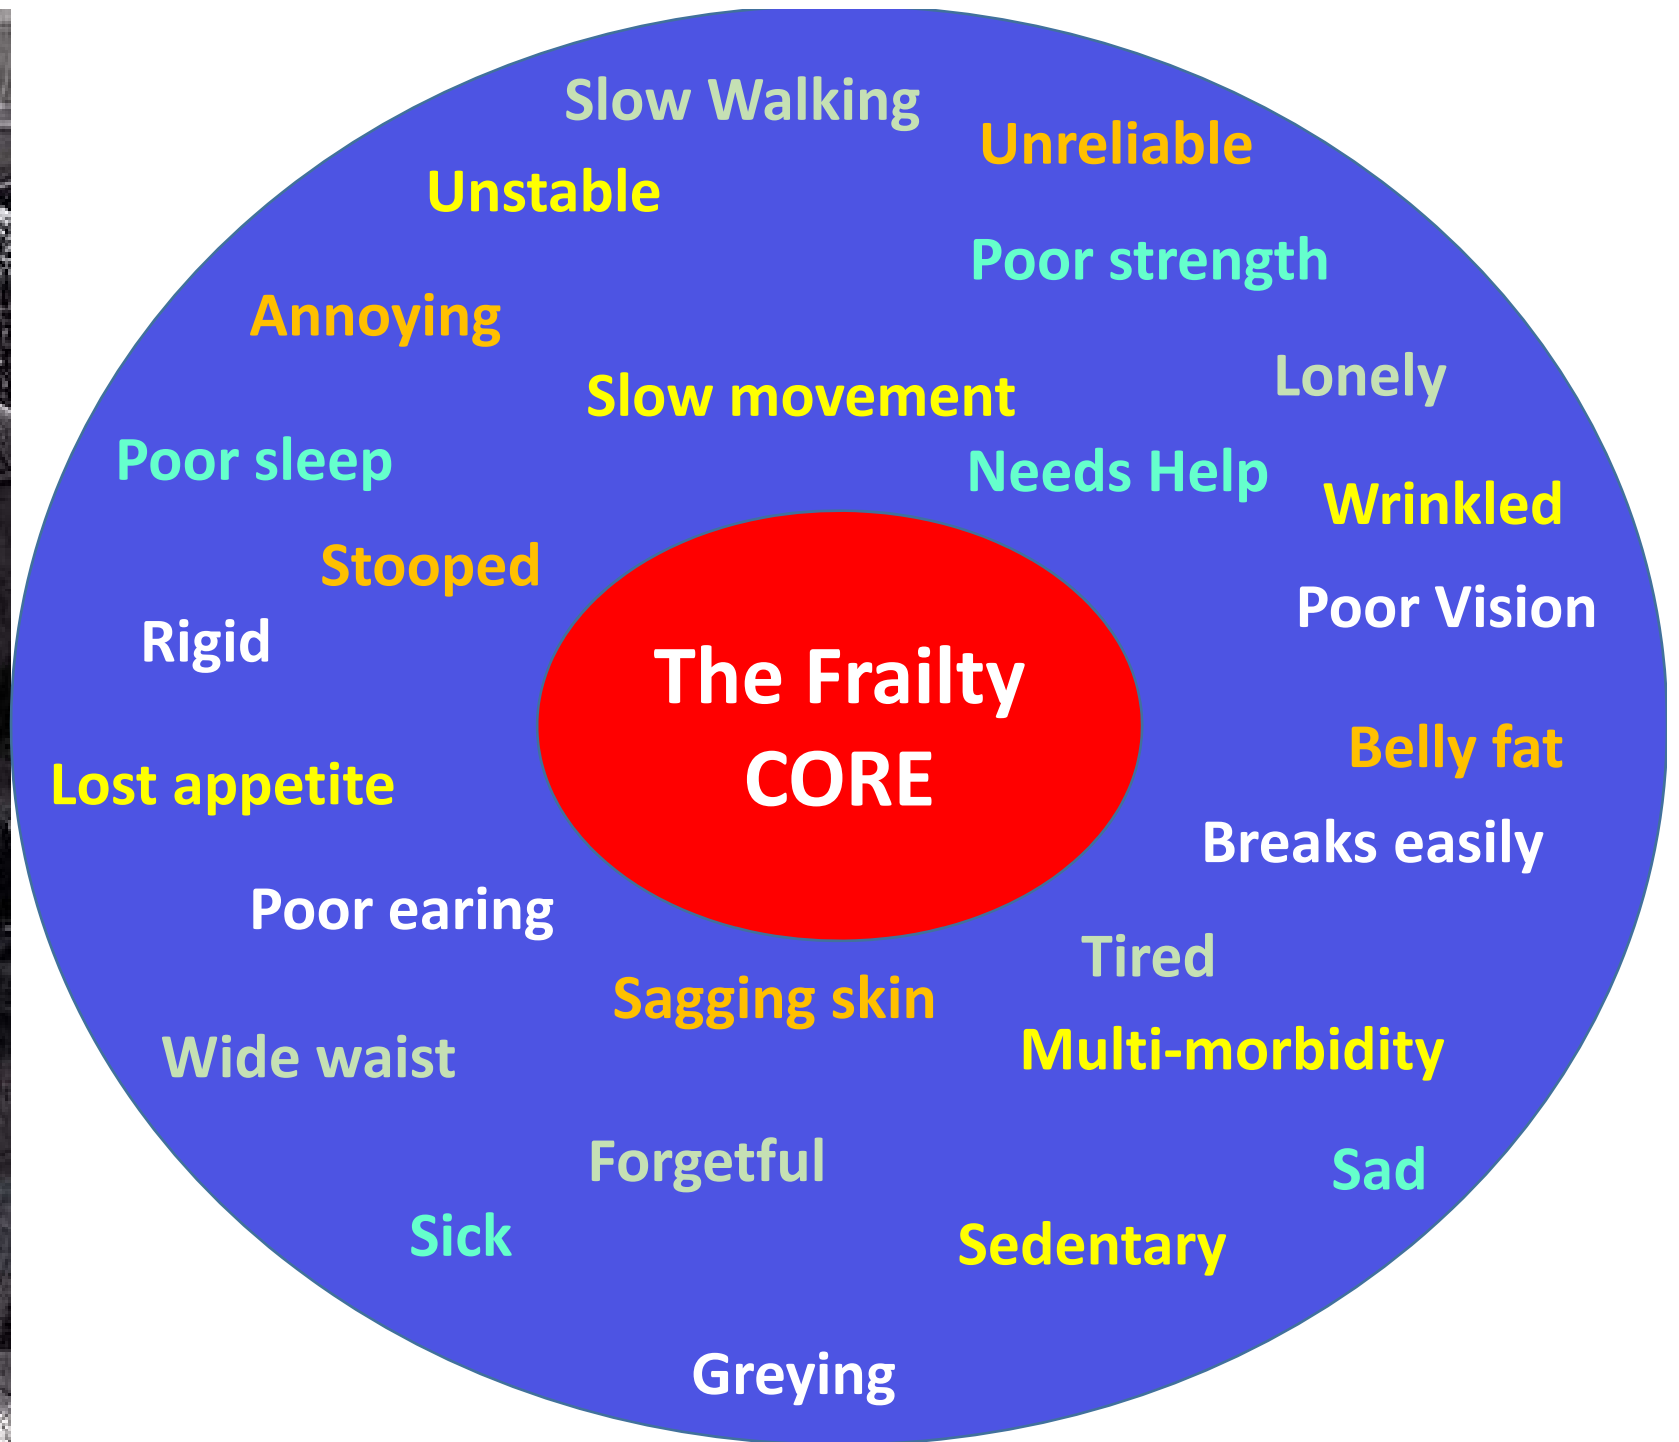 Slow Walking
Unreliable
Unstable
Poor strength
Annoying
Lonely
Slow movement
Poor sleep
Needs Help
Wrinkled
Stooped
Poor Vision
Rigid
The Frailty
CORE
Belly fat
Lost appetite
Breaks easily
Poor earing
Tired
Sagging skin
Multi-morbidity
Wide waist
Forgetful
Sad
Sick
Sedentary
Greying